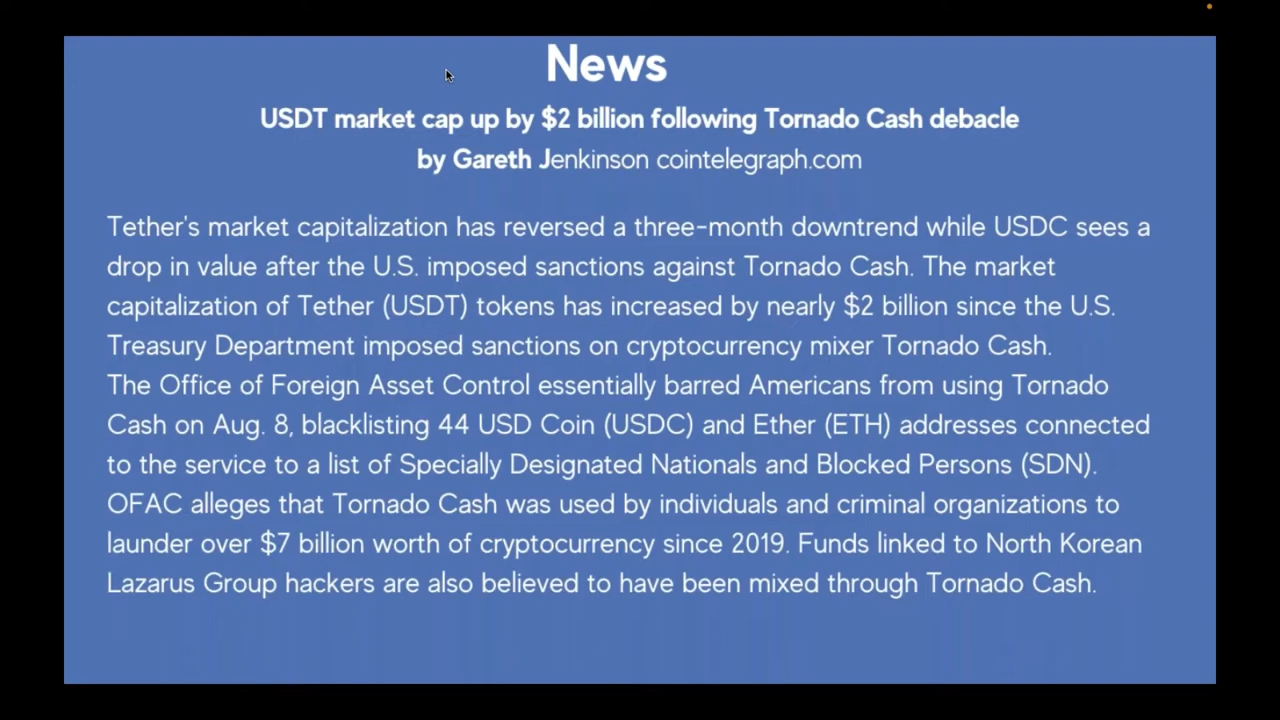 News
USDT market cap up by $2 billion following Tornado Cash debacle
by Gareth Jenkinson cointelegraph.com
Tether's market capitalization has reversed a three-month downtrend while USDC sees a
drop in value after the U.S. imposed sanctions against Tornado Cash. The market
capitalization of Tether (USDT) tokens has increased by nearly $2 billion since the U.S.
Treasury Department imposed sanctions on cryptocurrency mixer Tornado Cash.
The Office of Foreign Asset Control essentially barred Americans from using Tornado
Cash on Aug. 8, blacklisting 44 USD Coin (USDC) and Ether (ETH) addresses connected
to the service to a list of Specially Designated Nationals and Blocked Persons (SDN).
OFAC alleges that Tornado Cash was used by individuals and criminal organizations to
launder over $7 billion worth of cryptocurrency since 2019. Funds linked to North Korean
Lazarus Group hackers are also believed to have been mixed through Tornado Cash.